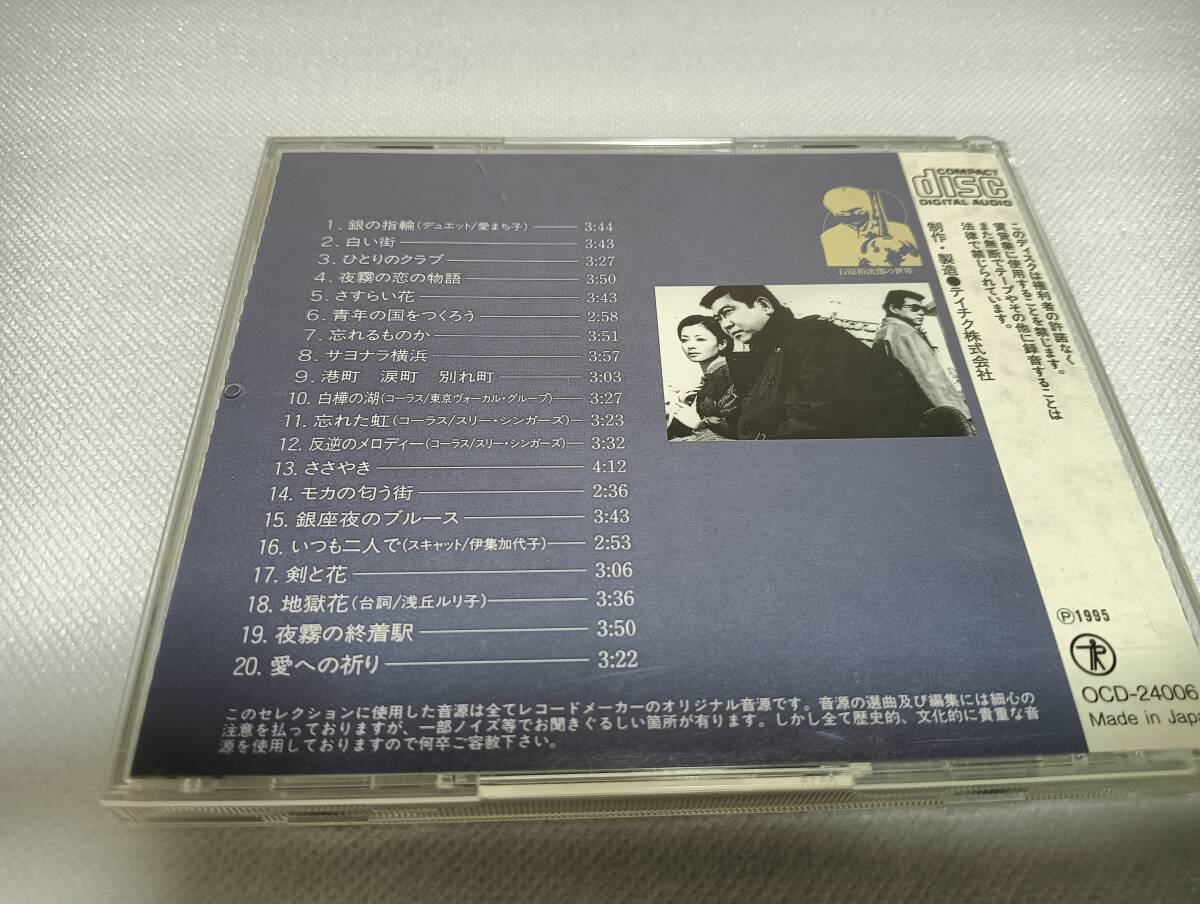 1. 銀の指輪(デュエット/愛まち子) 3:44
2. 白い街 3:43
3. ひとりのクラブ 3:27
4. 夜霧の恋の物語 3:50
5. さすらい花 3:43
6. 青年の国をつくろう 2:58
7. 忘れるものか 3:51
8. サヨナラ横浜 3:57
9. 港町 涙町 別れ町 3:03
10. 白樺の湖(コーラス/東京ヴォーカル・グループ) 3:27
11. 忘れた虹(コーラス/スリー・シンガーズ) 3:23
12. 反逆のメロディー(コーラス/スリー・シンガーズ) 3:32
13. ささやき 4:12
14. モカの匂う街 2:36
15. 銀座夜のブルース 3:43
16. いつも二人で(スキャット/伊集加代子) 2:53
17. 剣と花 3:06
18. 地獄花(台詞/浅丘ルリ子) 3:36
19. 夜霧の終着駅 3:50
20. 愛への祈り 3:22
このセレクションに使用した音源は全てレコードメーカーのオリジナル音源です。音源の選曲及び編集には細心の
注意を払っておりますが、一部ノイズ等でお聞きぐるしい箇所が有ります。しかし全て歴史的、文化的に貴重な音
源を使用しておりますので何卒ご容赦下さい。
石原裕次郎の世界
COMPACT
disc
DIGITAL AUDIO
このディスクは権利者の許諾なく
賃貸業に使用することを禁じます。
また無断でテープやその他に録音することは
法律で禁じられています。
制作・製造●テイチク株式会社
Ⓟ1995
OCD-24006
Made in Japa